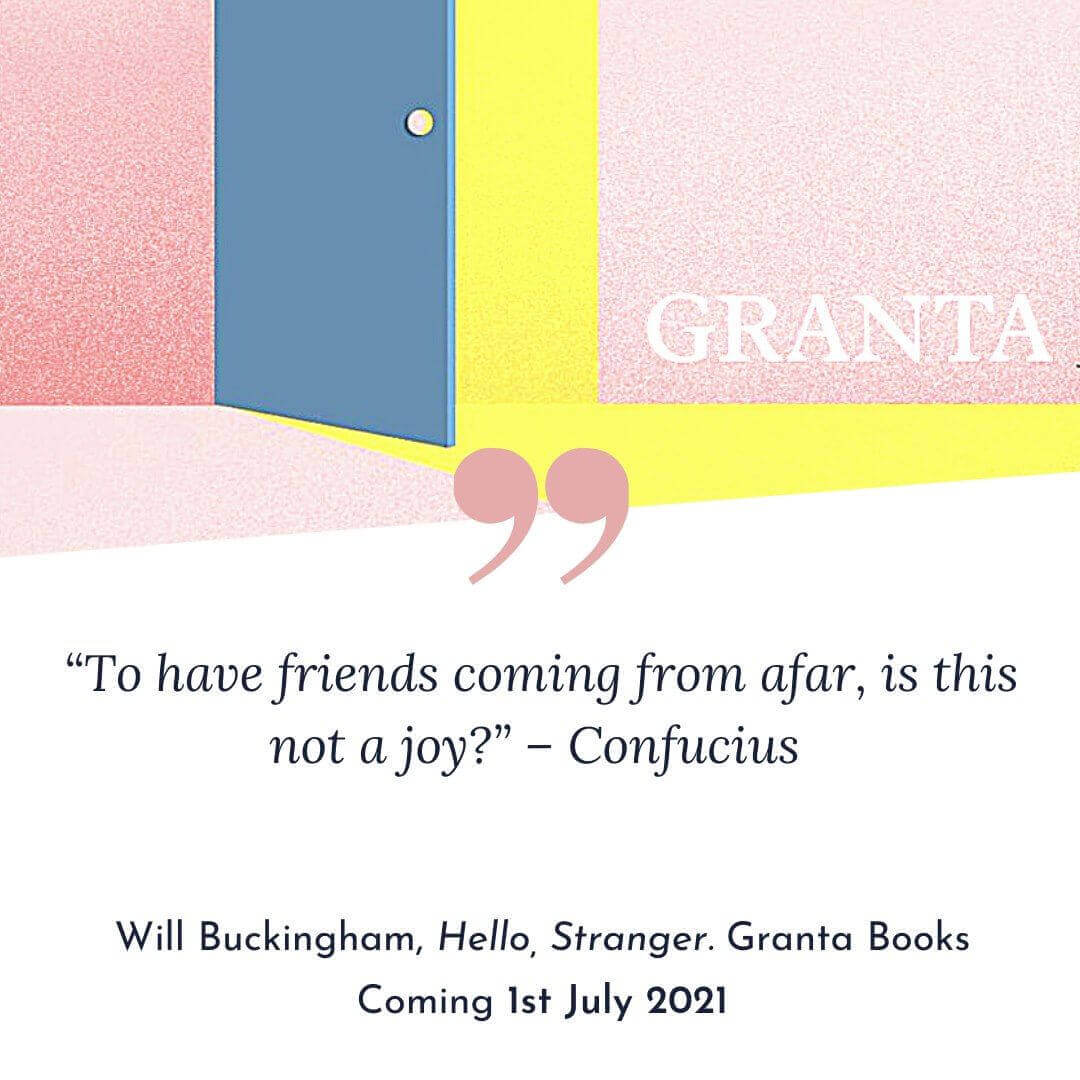 GRANTA
”
“To have friends coming from afar, is this
not a joy?” – Confucius
Will Buckingham, Hello, Stranger. Granta Books
Coming 1st July 2021